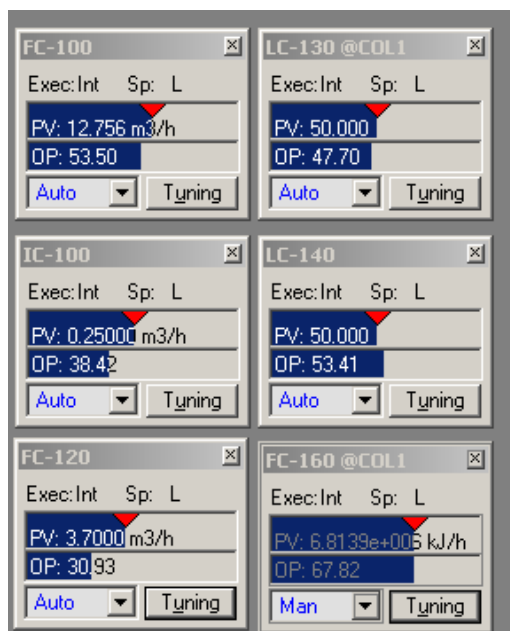 FC-100
Exec:Int Sp: L
PV: 12.756 m3/h
OP: 53.50
Auto Tuning
LC-130 @COL1
Exec:Int Sp: L
PV: 50.000
OP: 47.70
Auto Tuning
IC-100
Exec:Int Sp: L
PV: 0.25000 m3/h
OP: 38.42
Auto Tuning
LC-140
Exec:Int Sp: L
PV: 50.000
OP: 53.41
Auto Tuning
FC-120
Exec:Int Sp: L
PV: 3.7000 m3/h
OP: 30.93
Auto Tuning
FC-160 @COL1
Exec:Int Sp: L
PV: 6.8139e+006 kJ/h
OP: 67.82
Man Tuning